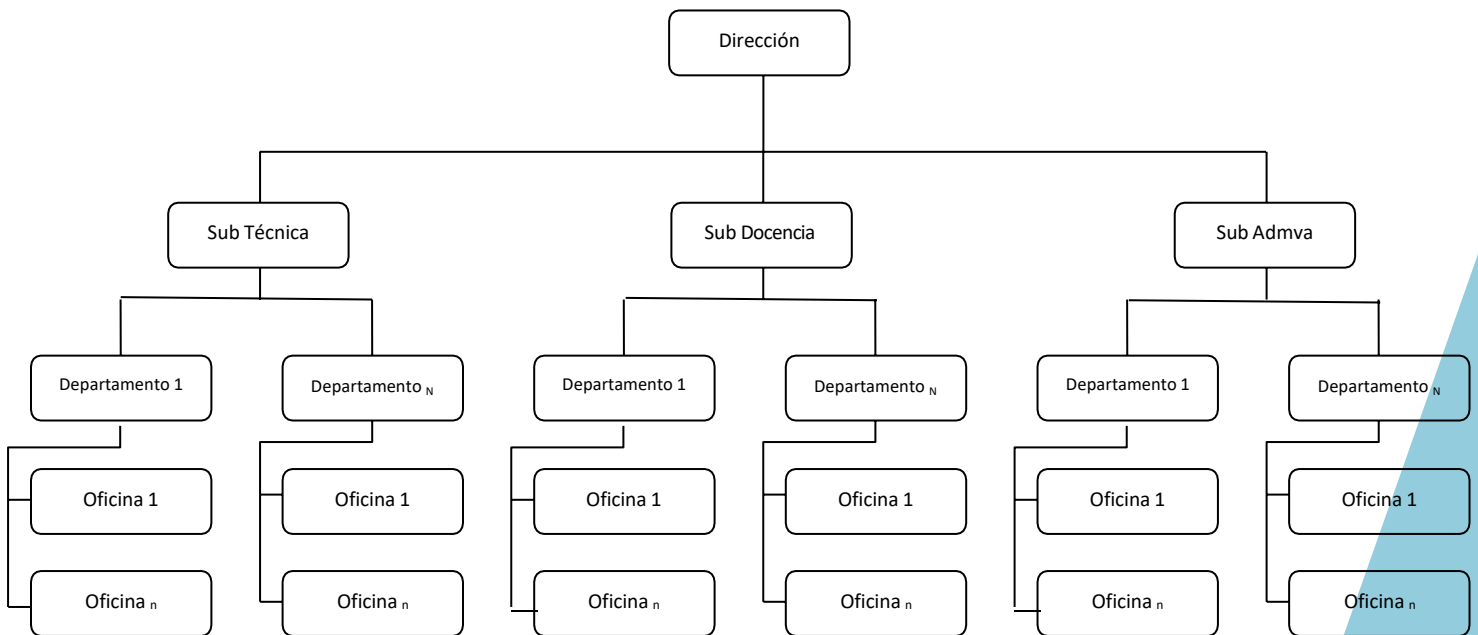 Dirección
Sub Técnica
Sub Docencia
Sub Admva
Departamento 1
Departamento N
Departamento 1
Departamento N
Departamento 1
Departamento N
Oficina 1
Oficina 1
Oficina 1
Oficina 1
Oficina 1
Oficina 1
Oficina n
Oficina n
Oficina n
Oficina n
Oficina n
Oficina n